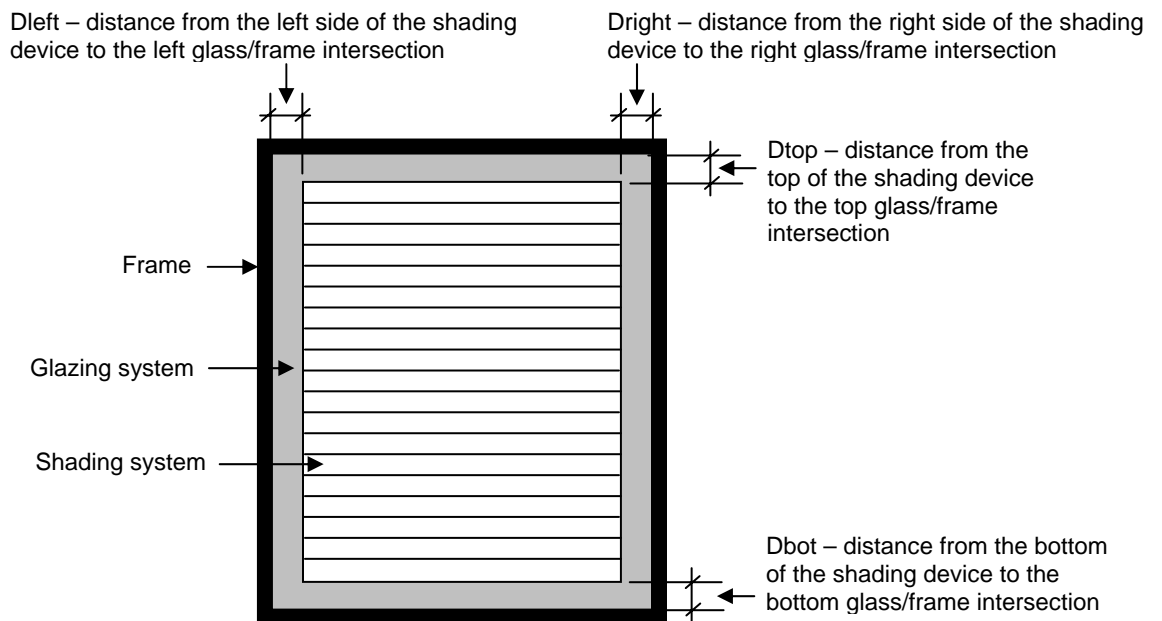 Dleft – distance from the left side of the shading
device to the left glass/frame intersection
Dright – distance from the right side of the shading
device to the right glass/frame intersection
Dtop – distance from the
top of the shading device
to the top glass/frame
intersection
Frame
Glazing system
Shading system
Dbot – distance from the bottom
of the shading device to the
bottom glass/frame intersection